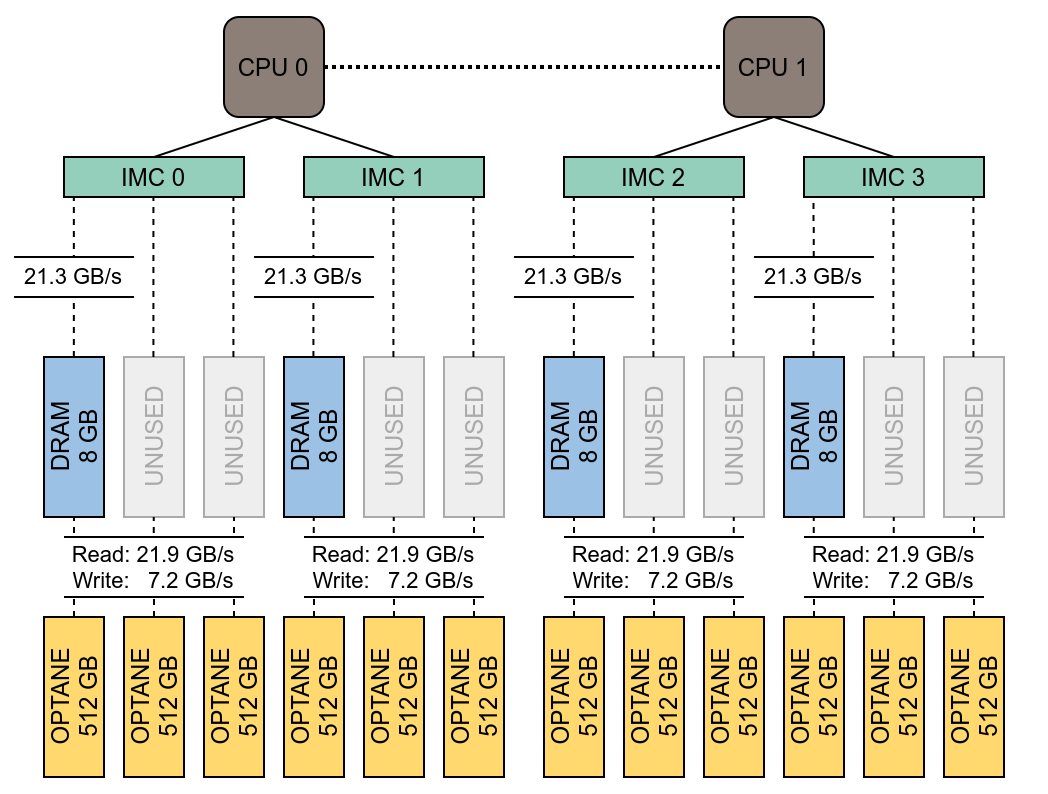 CPU 0
CPU 1
IMC 0
IMC 1
IMC 2
IMC 3
21.3 GB/s
21.3 GB/s
21.3 GB/s
21.3 GB/s
DRAM
8 GB
UNUSED
UNUSED
DRAM
8 GB
UNUSED
UNUSED
DRAM
8 GB
UNUSED
UNUSED
DRAM
8 GB
UNUSED
UNUSED
Read: 21.9 GB/s
Write: 7.2 GB/s
Read: 21.9 GB/s
Write: 7.2 GB/s
Read: 21.9 GB/s
Write: 7.2 GB/s
Read: 21.9 GB/s
Write: 7.2 GB/s
OPTANE
512 GB
OPTANE
512 GB
OPTANE
512 GB
OPTANE
512 GB
OPTANE
512 GB
OPTANE
512 GB
OPTANE
512 GB
OPTANE
512 GB
OPTANE
512 GB
OPTANE
512 GB
OPTANE
512 GB
OPTANE
512 GB